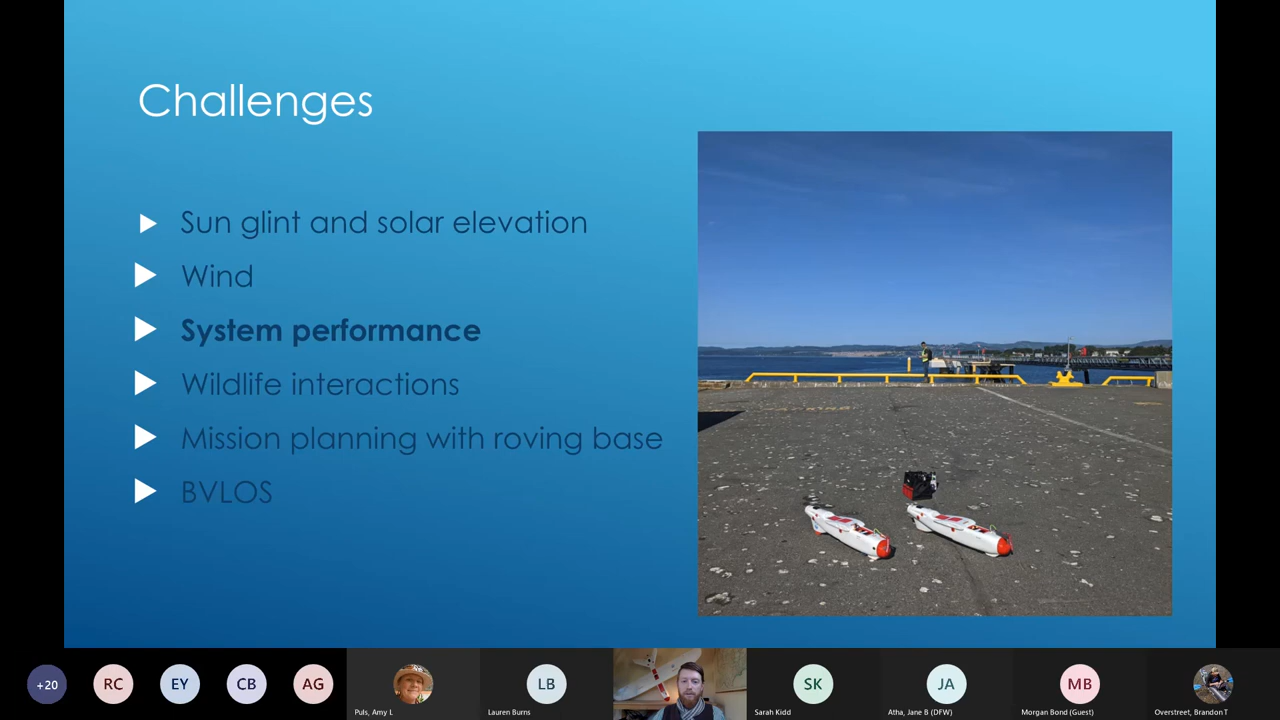 Challenges
Sun glint and solar elevation
Wind
System performance
Wildlife interactions
Mission planning with roving base
BVLOS
+20
RC
EY
CB
AG
LB
SK
JA
MB
Puls, Amy L
Lauren Burns
Sarah Kidd
Atha, Jane B (DFW)
Morgan Bond (Guest)
Overstreet, Brandon T